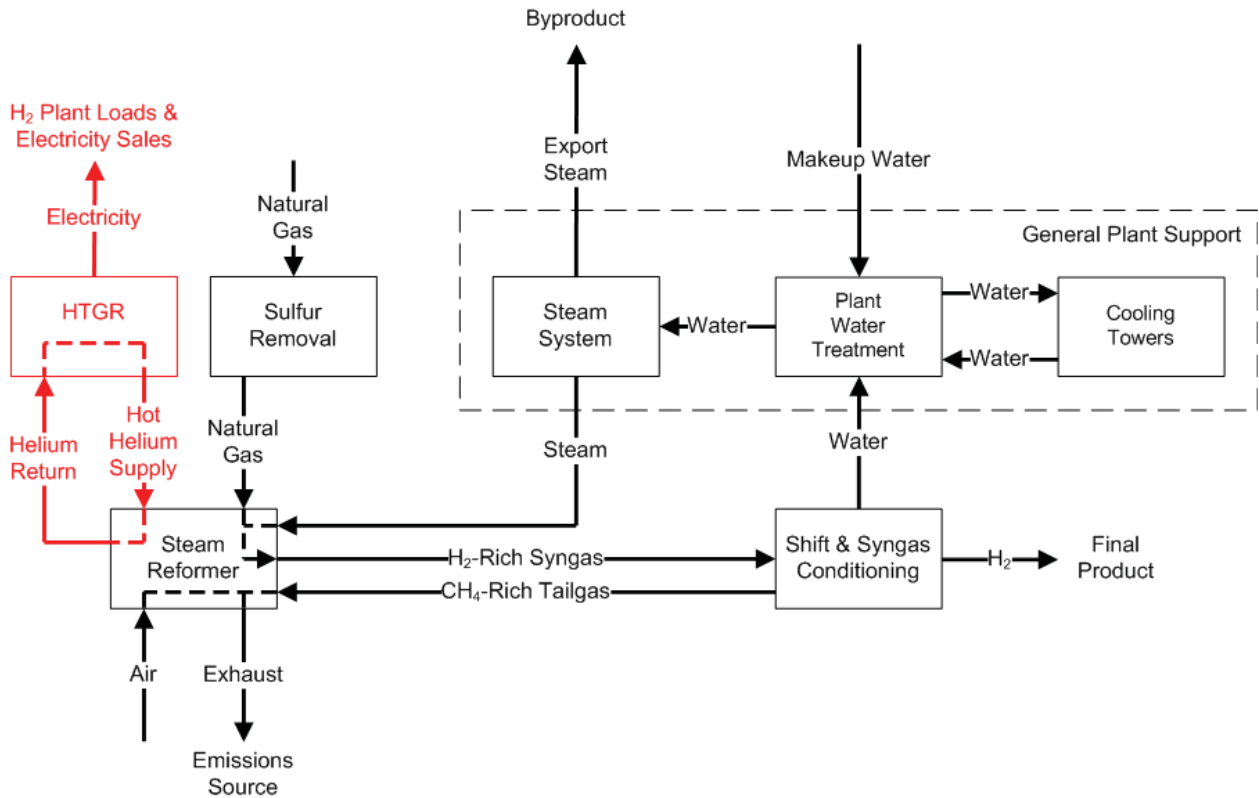 Byproduct
H₂ Plant Loads &
Electricity Sales
Export
Steam
Makeup Water
Electricity
Natural
Gas
General Plant Support
HTGR
Sulfur
Removal
Steam
System
Water
Plant
Water
Treatment
Water
Water
Cooling
Towers
Helium
Return
Hot
Helium
Supply
Natural
Gas
Steam
Water
Steam
Reformer
H₂-Rich Syngas
CH₄-Rich Tailgas
Shift & Syngas
Conditioning
H₂
Final
Product
Air
Exhaust
Emissions
Source